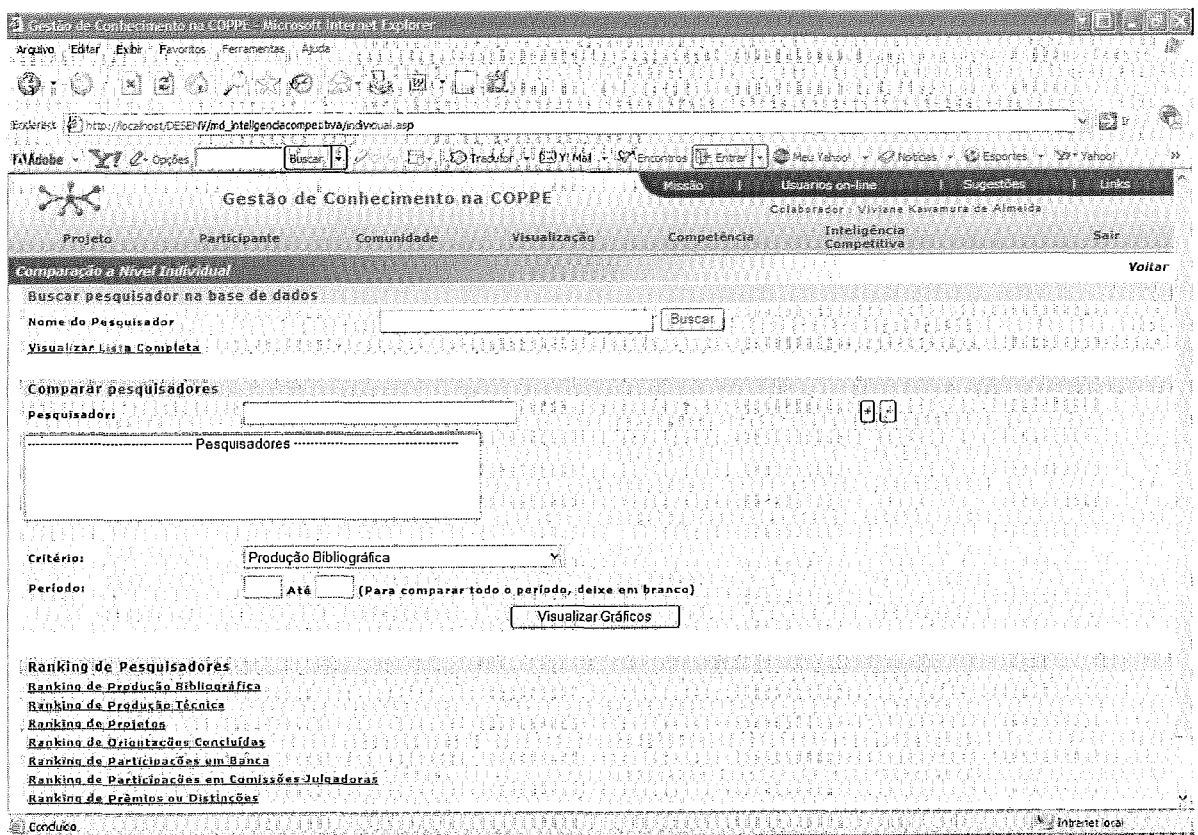 Gestão de Conhecimento na COPPE - Microsoft Internet Explorer
Arquivo Editar Exibir Favoritos Ferramentas Ajuda
Endereço http://localhost/DESENV/md_inteligenciacompetitiva/individual.asp
Adobe Y! Opções Buscar Tradutor Y! Mail Encontros Entrar Meu Yahoo! Notícias Esportes Yahoo! »
Missão | Usuários on-line | Sugestões | Links
Gestão de Conhecimento na COPPE
Colaborador: Viviane Kawamura de Almeida
Projeto Participante Comunidade Visualização Competência Inteligência Competitiva Sair
Comparação a Nível Individual Voltar
Buscar pesquisador na base de dados
Nome do Pesquisador Buscar
Visualizar Lista Completa
Comparar pesquisadores
Pesquisador: +
Pesquisadores
Critério: Produção Bibliográfica
Período: Até (Para comparar todo o período, deixe em branco)
Visualizar Gráficos
Ranking de Pesquisadores
Ranking de Produção Bibliográfica
Ranking de Produção Técnica
Ranking de Projetos
Ranking de Orientações Concluídas
Ranking de Participações em Banca
Ranking de Participações em Comissões Julgadoras
Ranking de Prêmios ou Distinções
Concluído Intranet local